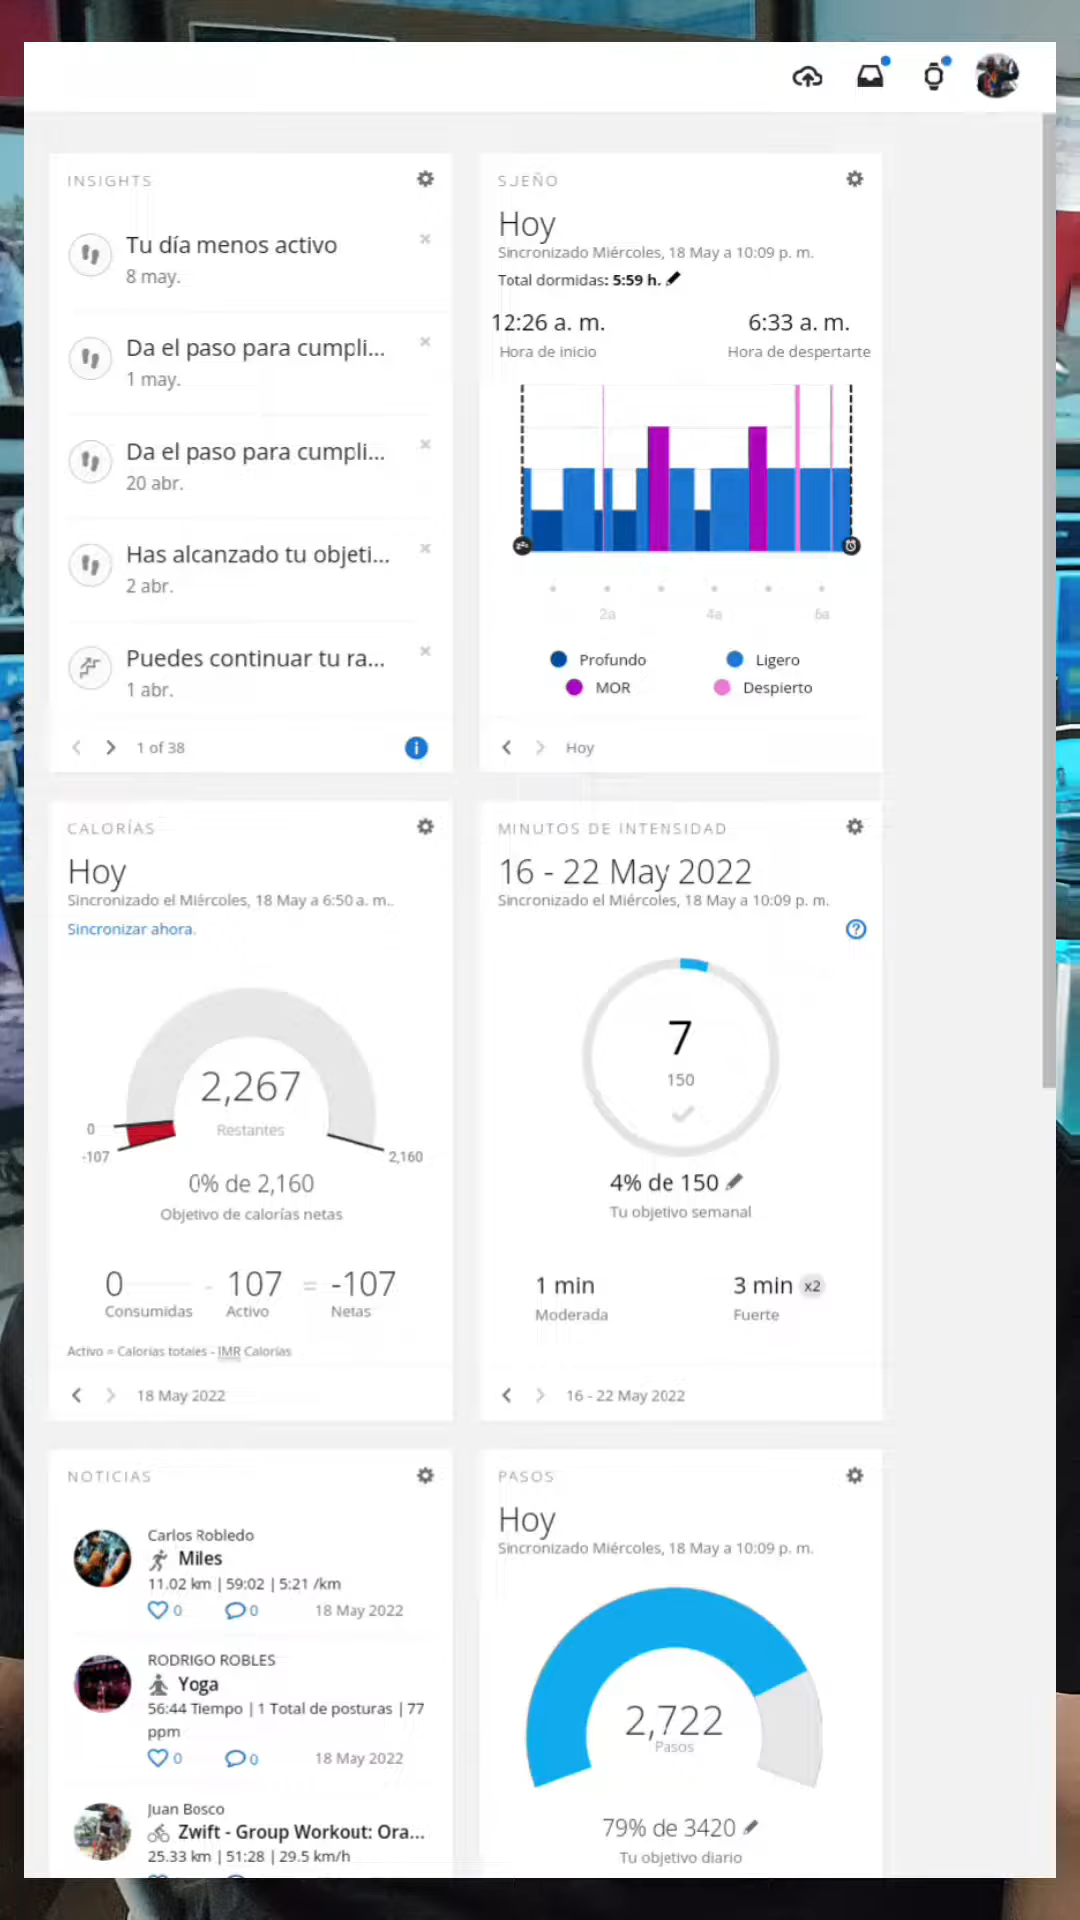 INSIGHTS
Tu día menos activo
8 may.
Da el paso para cumpli...
1 may.
Da el paso para cumpli...
20 abr.
Has alcanzado tu objeti...
2 abr.
Puedes continuar tu ra...
1 abr.
1 of 38
SUEÑO
Hoy
Sincronizado Miércoles, 18 May a 10:09 p. m.
Total dormidas: 5:59 h.
12:26 a. m. 6:33 a. m.
Hora de inicio Hora de despertarte
2a 4a 6a
Profundo Ligero
MOR Despierto
Hoy
CALORÍAS
Hoy
Sincronizado el Miércoles, 18 May a 6:50 a. m..
Sincronizar ahora.
2,267
Restantes
0
-107 2,160
0% de 2,160
Objetivo de calorías netas
0 - 107 = -107
Consumidas Activo Netas
Activo = Calorías totales - IMR Calorías
18 May 2022
MINUTOS DE INTENSIDAD
16 - 22 May 2022
Sincronizado el Miércoles, 18 May a 10:09 p. m.
7
150
4% de 150
Tu objetivo semanal
1 min 3 min x2
Moderada Fuerte
16 - 22 May 2022
NOTICIAS
Carlos Robledo
Miles
11.02 km | 59:02 | 5:21 /km
0 0 18 May 2022
RODRIGO ROBLES
Yoga
56:44 Tiempo | 1 Total de posturas | 77
ppm
0 0 18 May 2022
Juan Bosco
Zwift - Group Workout: Ora...
25.33 km | 51:28 | 29.5 km/h
PASOS
Hoy
Sincronizado Miércoles, 18 May a 10:09 p. m.
2,722
Pasos
79% de 3420
Tu objetivo diario